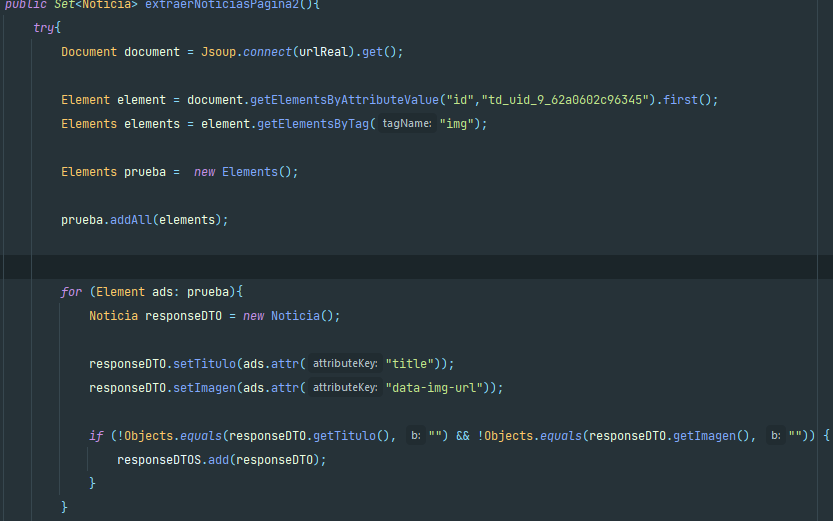 public Set<Noticia> extraerNoticiasPagina2(){
try{
Document document = Jsoup.connect(urlReal).get();
Element element = document.getElementsByAttributeValue("id","td_uid_9_62a0602c96345").first();
Elements elements = element.getElementsByTag( tagName: "img");
Elements prueba =  new Elements();
prueba.addAll(elements);
for (Element ads: prueba){
Noticia responseDTO = new Noticia();
responseDTO.setTitulo(ads.attr( attributeKey: "title"));
responseDTO.setImagen(ads.attr( attributeKey: "data-img-url"));
if (!Objects.equals(responseDTO.getTitulo(), b: "") && !Objects.equals(responseDTO.getImagen(), b: "")) {
responseDTOS.add(responseDTO);
}
}